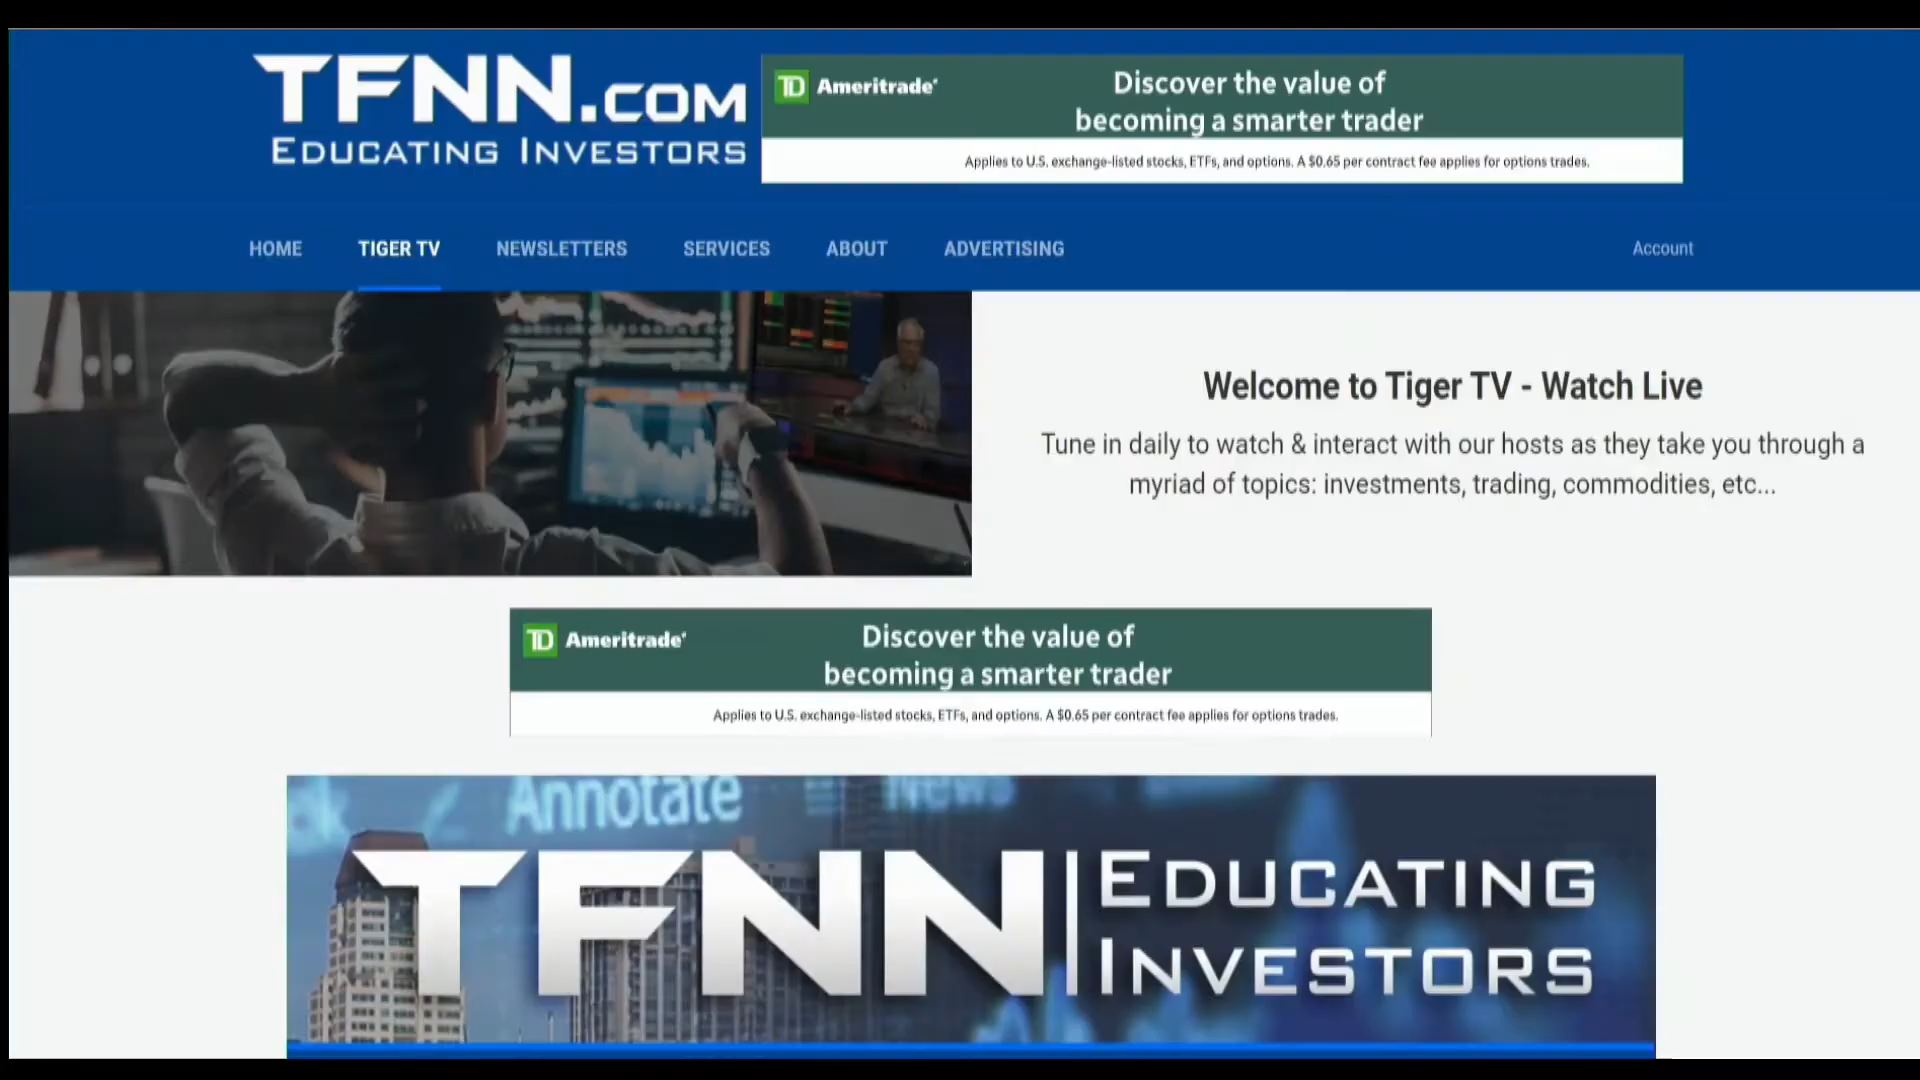 TFNN.COM
EDUCATING INVESTORS
TD Ameritrade
Discover the value of
becoming a smarter trader
Applies to U.S. exchange-listed stocks, ETFs, and options. A $0.65 per contract fee applies for options trades.
HOME TIGER TV NEWSLETTERS SERVICES ABOUT ADVERTISING Account
Welcome to Tiger TV - Watch Live
Tune in daily to watch & interact with our hosts as they take you through a
myriad of topics: investments, trading, commodities, etc...
TD Ameritrade
Discover the value of
becoming a smarter trader
Applies to U.S. exchange-listed stocks, ETFs, and options. A $0.65 per contract fee applies for options trades.
Annotate News
TFNN EDUCATING
INVESTORS